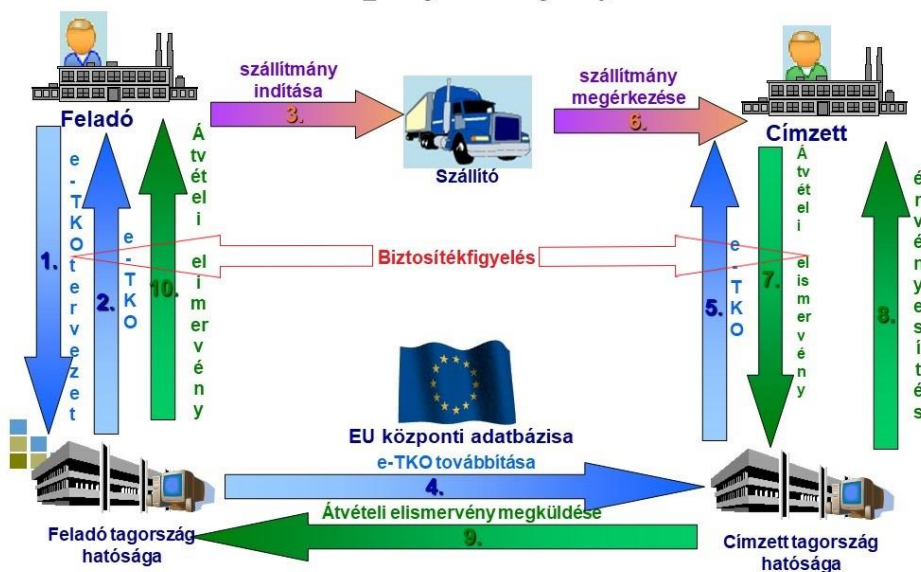 szállítmány
indítása
3.
szállítmány
megérkezése
6.
Feladó
Szállító
Címzett
1.
e-TKO tervezet
2.
e-TKO
10.
Átvételi elimervény
Biztosítékfigyelés
5.
e-TKO
7.
Átvételi elismervény
8.
énvényesítés
EU központi adatbázisa
e-TKO továbbítása
4.
Átvételi elismervény megküldése
9.
Feladó tagország
hatósága
Címzett tagország
hatósága